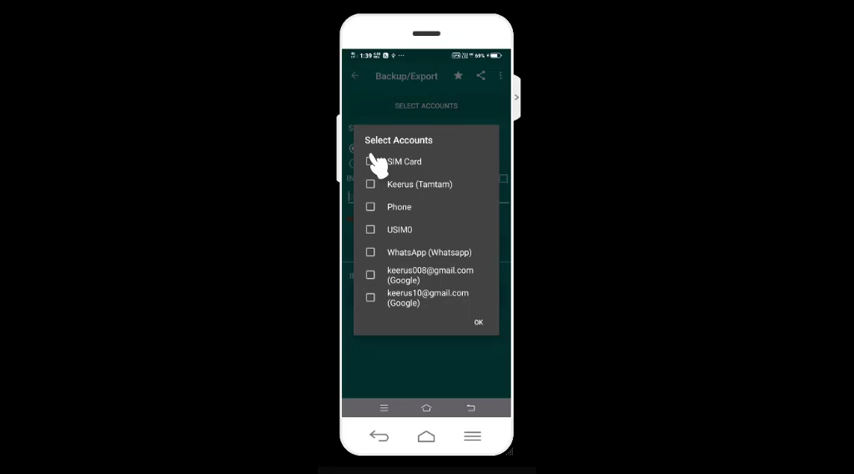 1:39
69%
Backup/Export
SELECT ACCOUNTS
Select Accounts
SIM Card
Keerus (Tamtam)
Phone
USIM0
WhatsApp (Whatsapp)
keerus008@gmail.com
(Google)
keerus10@gmail.com
(Google)
OK